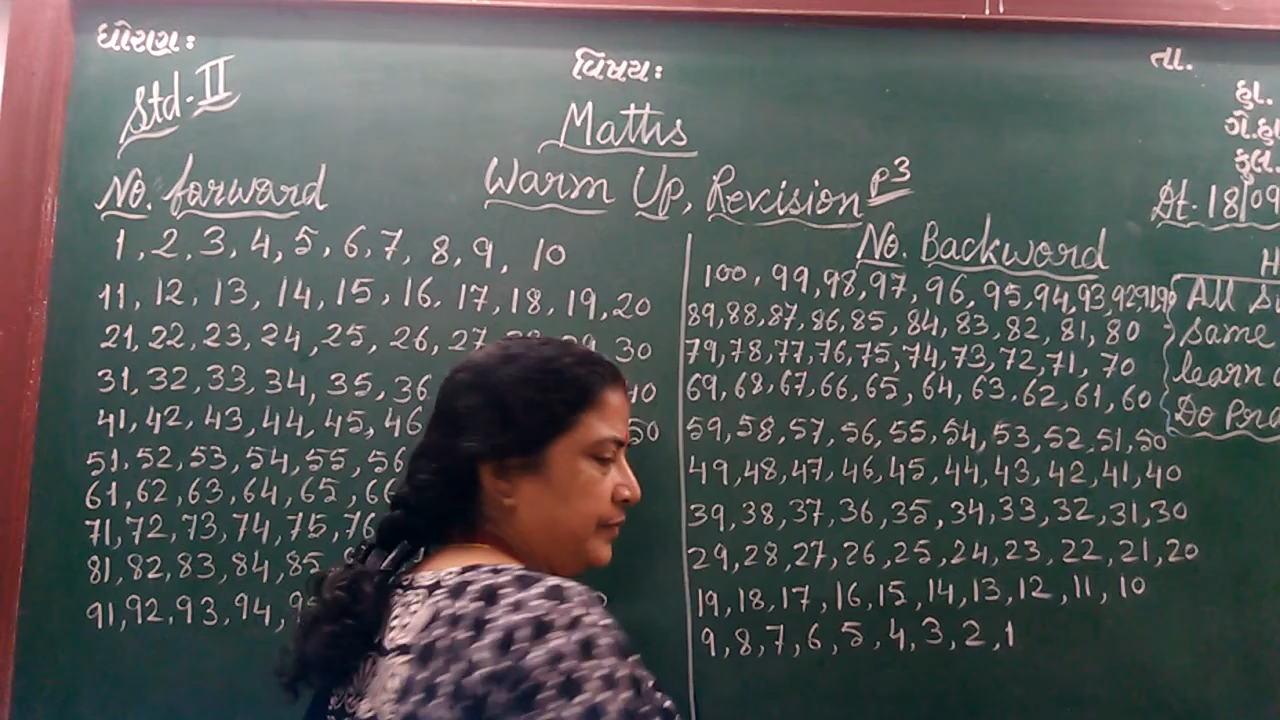 ધોરણ:
Std. II
વિષય:
Maths
Warm Up, Revision P3
તા.
હા.
ગે.હા
કુલ.
Dt. 18/09
No. forward
1, 2, 3, 4, 5, 6, 7, 8, 9, 10
11, 12, 13, 14, 15, 16, 17, 18, 19, 20
21, 22, 23, 24, 25, 26, 27 30
31, 32, 33, 34, 35, 36
41, 42, 43, 44, 45, 46 50
51, 52, 53, 54, 55, 56
61, 62, 63, 64, 65, 66
71, 72, 73, 74, 75, 76
81, 82, 83, 84, 85
91, 92, 93, 94,
No. Backword
100, 99, 98, 97, 96, 95, 94, 93, 92 91 90
89, 88, 87, 86, 85, 84, 83, 82, 81, 80
79, 78, 77, 76, 75, 74, 73, 72, 71, 70
69, 68, 67, 66, 65, 64, 63, 62, 61, 60
59, 58, 57, 56, 55, 54, 53, 52, 51, 50
49, 48, 47, 46, 45, 44, 43, 42, 41, 40
39, 38, 37, 36, 35, 34, 33, 32, 31, 30
29, 28, 27, 26, 25, 24, 23, 22, 21, 20
19, 18, 17, 16, 15, 14, 13, 12, 11, 10
9, 8, 7, 6, 5, 4, 3, 2, 1
H
All
same
learn
Do